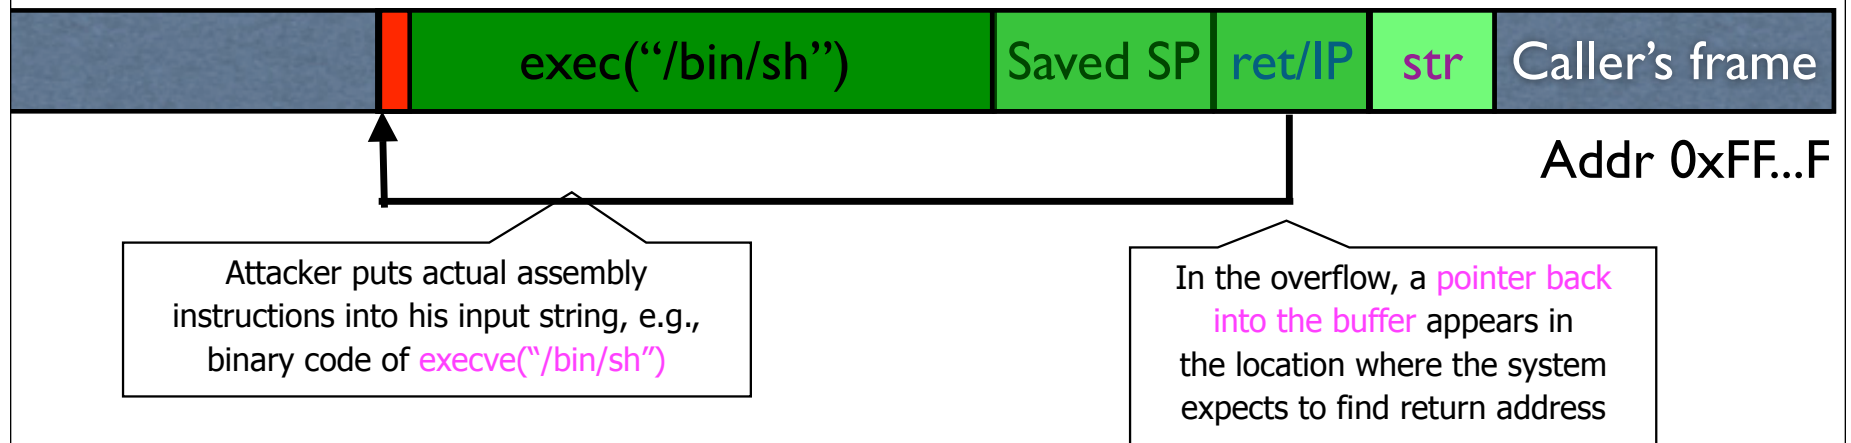 exec(“/bin/sh”) Saved SP ret/IP str Caller’s frame
Addr 0xFF...F
Attacker puts actual assembly
instructions into his input string, e.g.,
binary code of execve(“/bin/sh”)
In the overflow, a pointer back
into the buffer appears in
the location where the system
expects to find return address